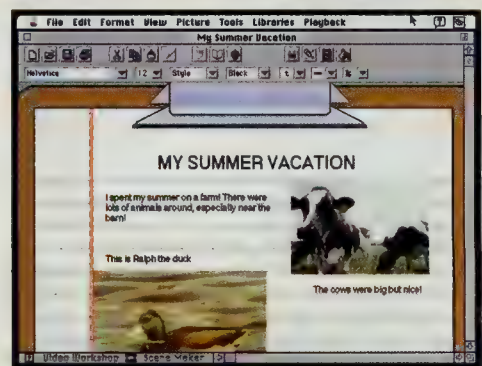 File Edit Format View Picture Tools Libraries Playback
My Summer Vacation
Helvetica 12 Style Black
MY SUMMER VACATION
I spent my summer on a farm! There were
lots of animals around, especially near the
barn!
This is Ralph the duck
The cows were big but nice!
Video Workshop Scene Maker